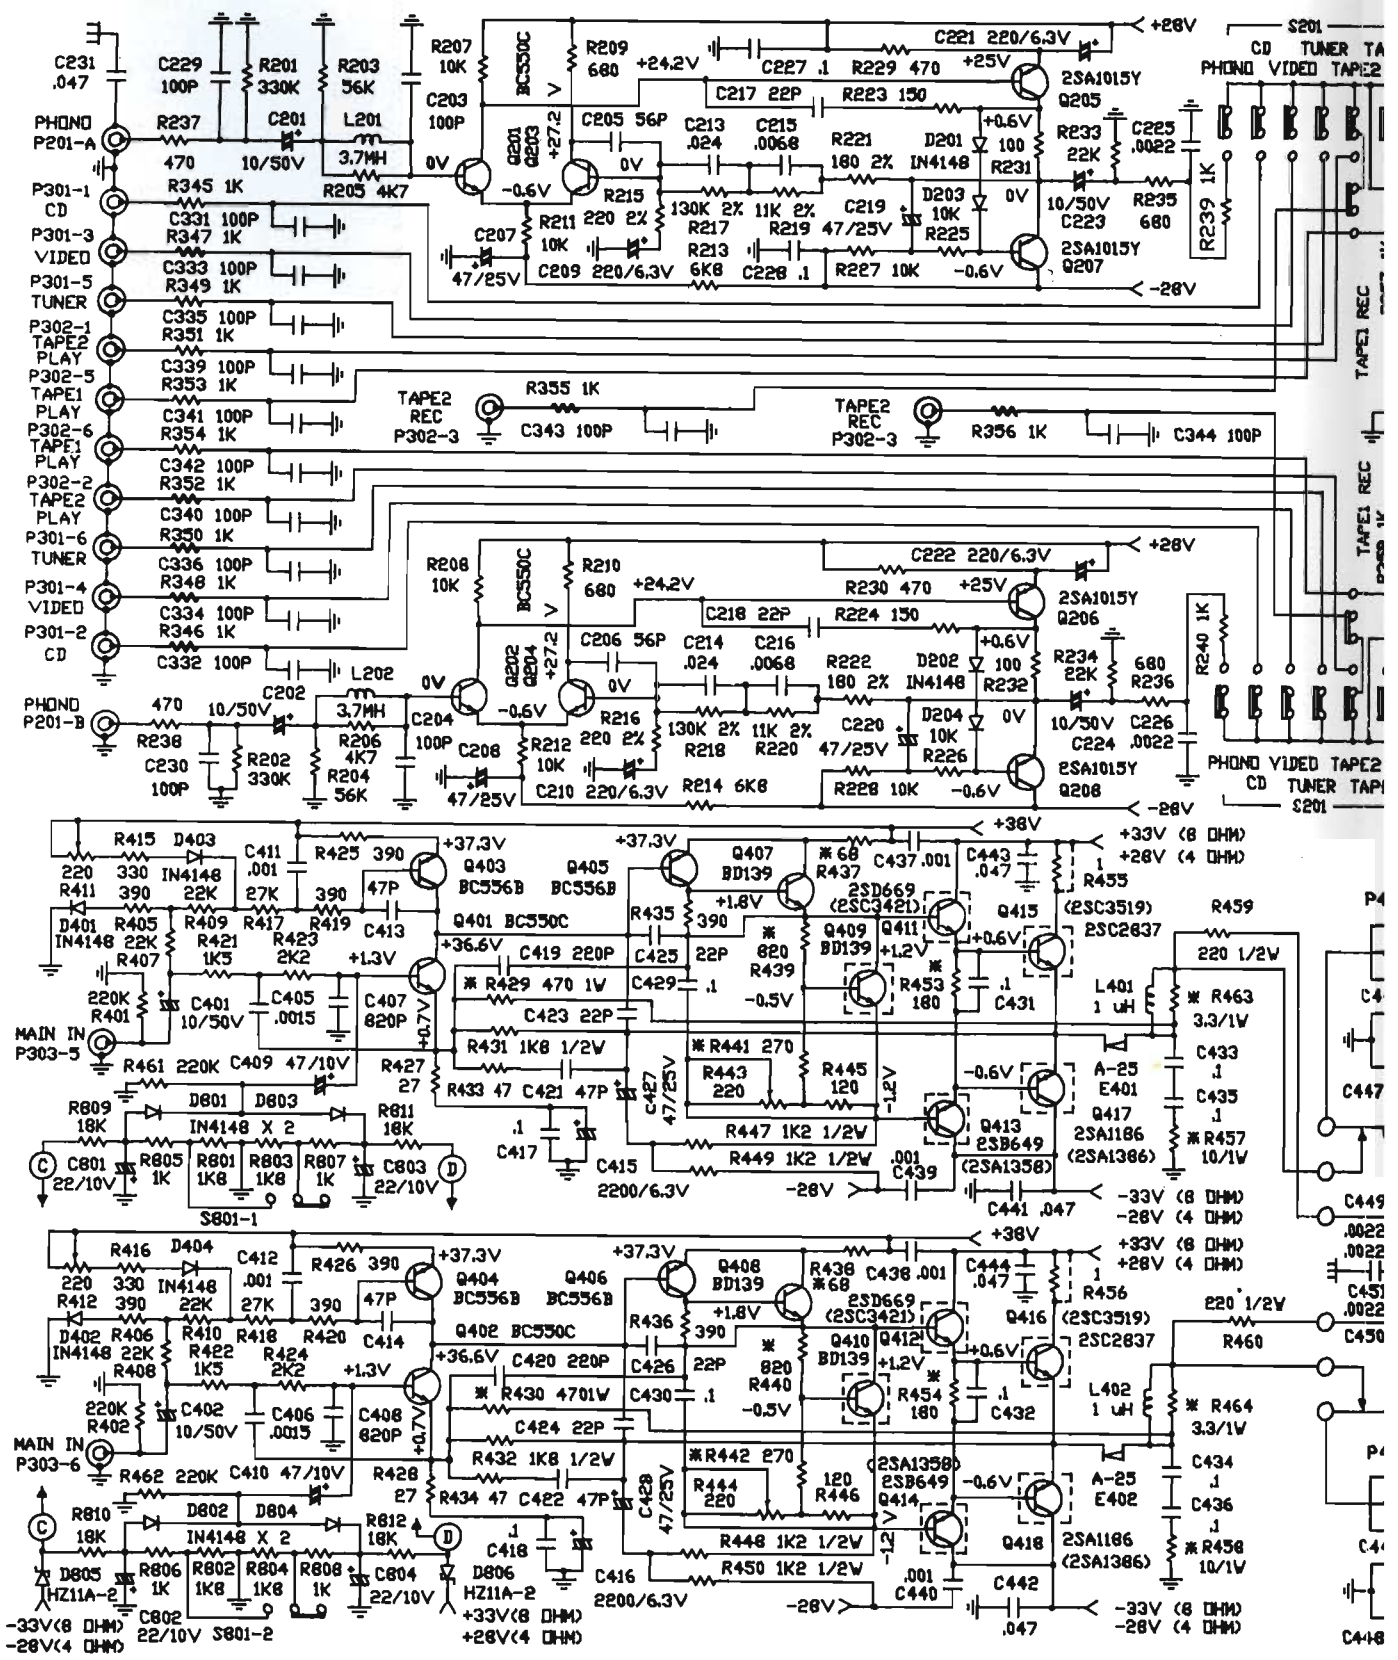 +28V
S201
CD TUNER TA
PHONO VIDEO TAPE2
C231
.047
C229
100P
R201
330K
R203
56K
R207
10K
BC550C
R209
680
+24.2V
C221 220/6.3V
+25V
C227 .1
R229 470
2SA1015Y
Q205
C203
100P
C217 22P
R223 150
PHONO
P201-A
R237
470
C201
10/50V
L201
3.7MH
R205 4K7
0V
Q201
Q203
+27.2 V
C205 56P
0V
C213
.024
C215
.0068
R221
180 2%
D201
IN4148
+0.6V
100
R231
R233
22K
C225
.0022
P301-1
CD
R345 1K
C331 100P
-0.6V
R211
10K
R215
220 2%
130K 2%
R217
11K 2%
R219
C219
47/25V
D203
10K
R225
0V
10/50V
C223
R235
680
R239 1K
P301-3
VIDEO
R347 1K
C333 100P
C207
47/25V
C209 220/6.3V
R213
6K8
C228 .1
R227 10K
-0.6V
2SA1015Y
Q207
-28V
P301-5
TUNER
R349 1K
C335 100P
P302-1
TAPE2
PLAY
R351 1K
C339 100P
TAPE1 REC
P302-5
TAPE1
PLAY
R353 1K
C341 100P
TAPE2
REC
P302-3
R355 1K
C343 100P
TAPE2
REC
P302-3
R356 1K
C344 100P
P302-6
TAPE1
PLAY
R354 1K
C342 100P
P302-2
TAPE2
PLAY
R352 1K
C340 100P
TAPE1 REC
P301-6
TUNER
R350 1K
C336 100P
P301-4
VIDEO
R348 1K
C334 100P
P301-2
CD
R346 1K
C332 100P
R208
10K
BC550C
R210
680
+24.2V
C222 220/6.3V
+28V
R230 470
+25V
2SA1015Y
Q206
C218 22P
R224 150
Q202
Q204
+27.2 V
C206 56P
C214
.024
C216
.0068
R222
180 2%
D202
IN4148
+0.6V
100
R232
R234
22K
680
R236
R240 1K
PHONO
P201-B
470
R238
C202
10/50V
L202
3.7MH
0V
-0.6V
0V
R206
4K7
C204
100P
C230
100P
R202
330K
R204
56K
C208
47/25V
R212
10K
R216
220 2%
C210 220/6.3V
130K 2%
R218
11K 2%
R220
C220
47/25V
D204
10K
R226
0V
10/50V
C224
C226
.0022
R214 6K8
R228 10K
-0.6V
2SA1015Y
Q208
-28V
PHONO VIDEO TAPE2
CD TUNER TAP
S201
+38V
R415
330
D403
IN4148
C411
.001
R425
390
+37.3V
Q403
BC556B
+37.3V
Q405
BC556B
Q407
BD139
※68
R437
C437 .001
C443
.047
+33V (8 OHM)
+28V (4 OHM)
1
R455
220
R411
390
R405
22K
R409
27K
R417
390
R419
47P
C413
D401
IN4148
22K
R407
R421
1K5
R423
2K2
Q401 BC550C
+36.6V
R435
390
+1.8V
2SD669
(2SC3421)
Q411
Q409
BD139
+1.2V
Q415
(2SC3519)
2SC2837
+0.6V
R459
220 1/2W
220K
R401
C401
10/50V
C405
.0015
+1.3V
C407
820P
+0.7V
C419 220P
※R429 470 1W
C425
22P
C429 .1
※
820
R439
-0.5V
※
R453
180
.1
C431
L401
1 uH
※R463
3.3/1W
C423 22P
MAIN IN
P303-5
R461 220K
C409 47/10V
R427
27
R431 1K8 1/2W
R433 47
C421 47P
C427
47/25V
※R441 270
R443
220
R445
120
-1.2V
-0.6V
A-25
E401
C433
.1
C435
.1
※R457
10/1W
C447
R809
18K
D801 D803
IN4148 X 2
R811
18K
C
C801
22/10V
R805
1K
R801
1K8
R803
1K8
R807
1K
C803
22/10V
D
.1
C417
C415
2200/6.3V
R447 1K2 1/2W
R449 1K2 1/2W
Q413
2SB649
(2SA1358)
Q417
2SA1186
(2SA1386)
S801-1
-28V
.001
C439
C441 .047
-33V (8 OHM)
-28V (4 OHM)
C449
.0022
.0022
+38V
R416
330
D404
IN4148
C412
.001
R426
390
+37.3V
Q404
BC556B
+37.3V
Q406
BC556B
Q408
BD139
R438
※68
C438 .001
C444
.047
+33V (8 OHM)
+28V (4 OHM)
1
R456
C451
.0022
C450
220
R412
390
R406
22K
R410
27K
R418
390
R420
47P
C414
D402
IN4148
22K
R408
R422
1K5
R424
2K2
Q402 BC550C
+36.6V
R436
390
+1.8V
2SD669
(2SC3421)
Q412
Q410
BD139
+1.2V
Q416
(2SC3519)
2SC2837
+0.6V
220 1/2W
R460
220K
R402
C402
10/50V
C406
.0015
+1.3V
C408
820P
+0.7V
C420 220P
※R430 4701W
C426
22P
C430 .1
※
820
R440
-0.5V
※
R454
180
.1
C432
L402
1 uH
※R464
3.3/1W
C424 22P
MAIN IN
P303-6
R462 220K
C410 47/10V
R428
27
R432 1K8 1/2W
R434 47
C422 47P
C428
47/25V
※R442 270
R444
220
120
R446
(2SA1358)
2SB649
Q414
-1.2 V
-0.6V
A-25
E402
C434
.1
C436
.1
※R458
10/1W
C
R810
18K
D802 D804
IN4148 X 2
R812
18K
D
D805
HZ11A-2
R806
1K
R802
1K8
R804
1K8
R808
1K
C804
22/10V
D806
HZ11A-2
.1
C418
C416
2200/6.3V
R448 1K2 1/2W
R450 1K2 1/2W
Q418
2SA1186
(2SA1386)
-33V(8 OHM)
-28V(4 OHM)
C802
22/10V
S801-2
+33V(8 OHM)
+28V(4 OHM)
-28V
.001
C440
C442
.047
-33V (8 OHM)
-28V (4 OHM)
C448